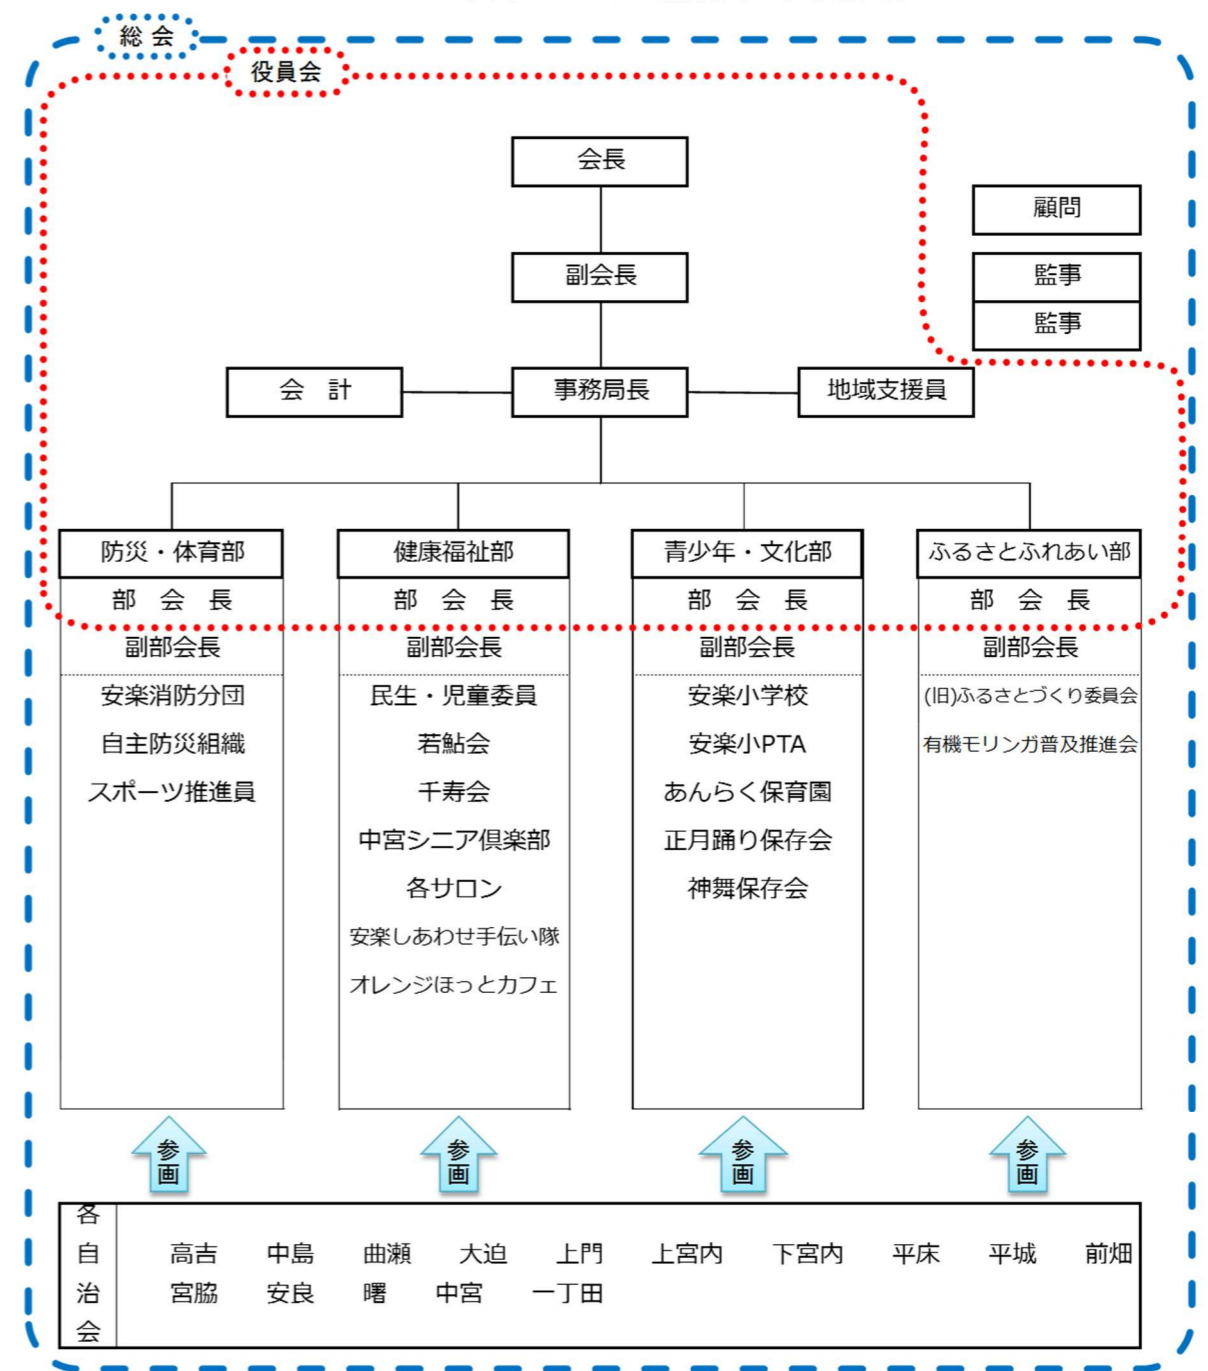 総会
役員会
会長
顧問
副会長
監事
監事
会 計
事務局長
地域支援員
防災・体育部
部 会 長
副部会長
安楽消防分団
自主防災組織
スポーツ推進員
健康福祉部
部 会 長
副部会長
民生・児童委員
若鮎会
千寿会
中宮シニア倶楽部
各サロン
安楽しあわせ手伝い隊
オレンジほっとカフェ
青少年・文化部
部 会 長
副部会長
安楽小学校
安楽小PTA
あんらく保育園
正月踊り保存会
神舞保存会
ふるさとふれあい部
部 会 長
副部会長
(旧)ふるさとづくり委員会
有機モリンガ普及推進会
参画
参画
参画
参画
各自治会
高吉 中島 曲瀬 大迫 上門 上宮内 下宮内 平床 平城 前畑
宮脇 安良 曙 中宮 一丁田